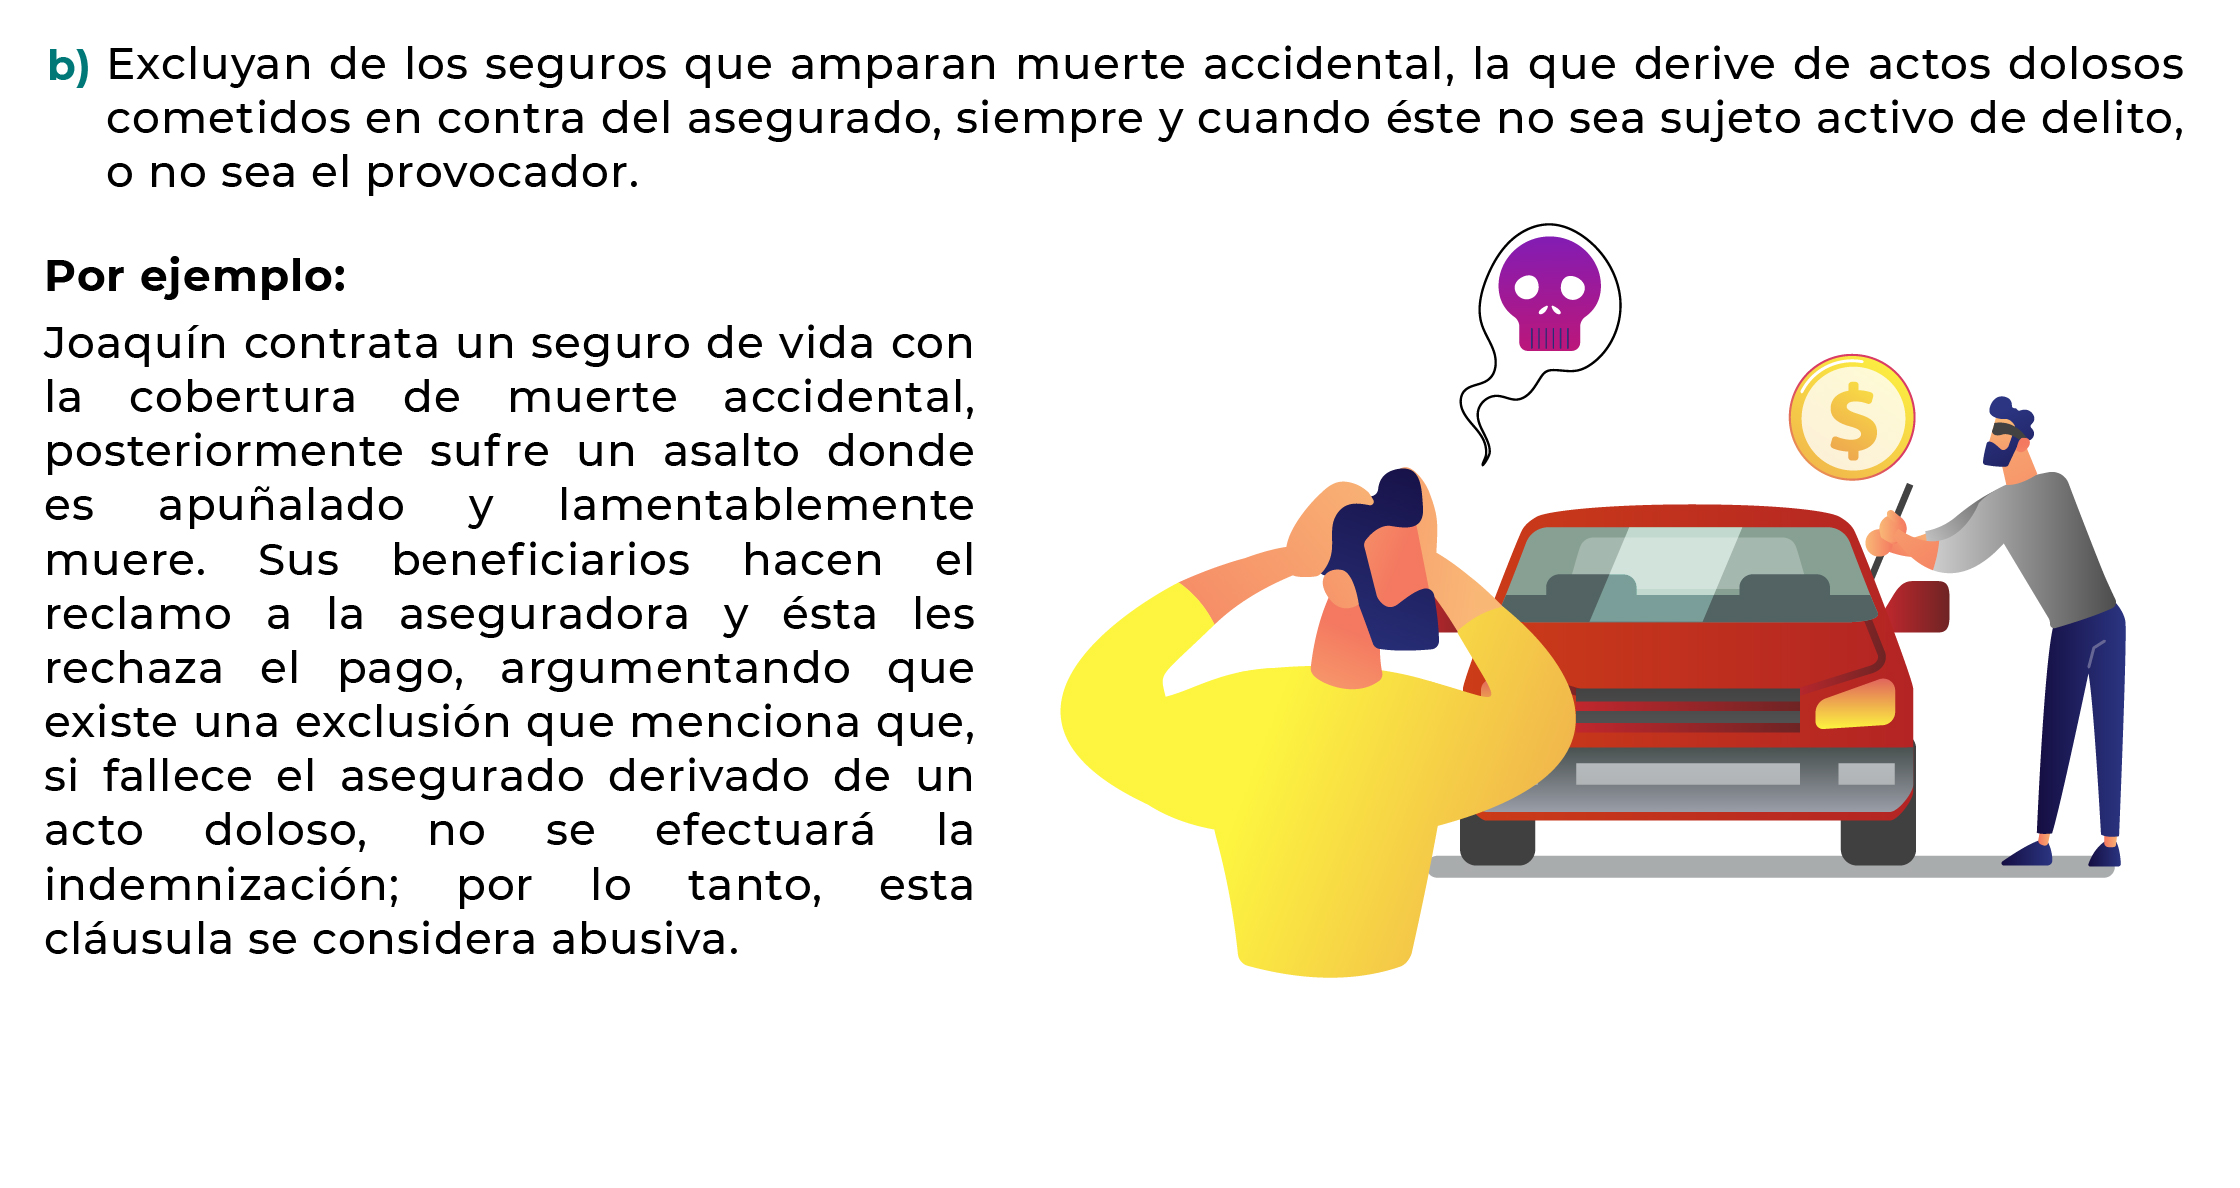 b) Excluyan de los seguros que amparan muerte accidental, la que derive de actos dolosos
cometidos en contra del asegurado, siempre y cuando éste no sea sujeto activo de delito,
o no sea el provocador.
Por ejemplo:
Joaquín contrata un seguro de vida con
la cobertura de muerte accidental,
posteriormente sufre un asalto donde
es apuñalado y lamentablemente
muere. Sus beneficiarios hacen el
reclamo a la aseguradora y ésta les
rechaza el pago, argumentando que
existe una exclusión que menciona que,
si fallece el asegurado derivado de un
acto doloso, no se efectuará la
indemnización; por lo tanto, esta
cláusula se considera abusiva.
$